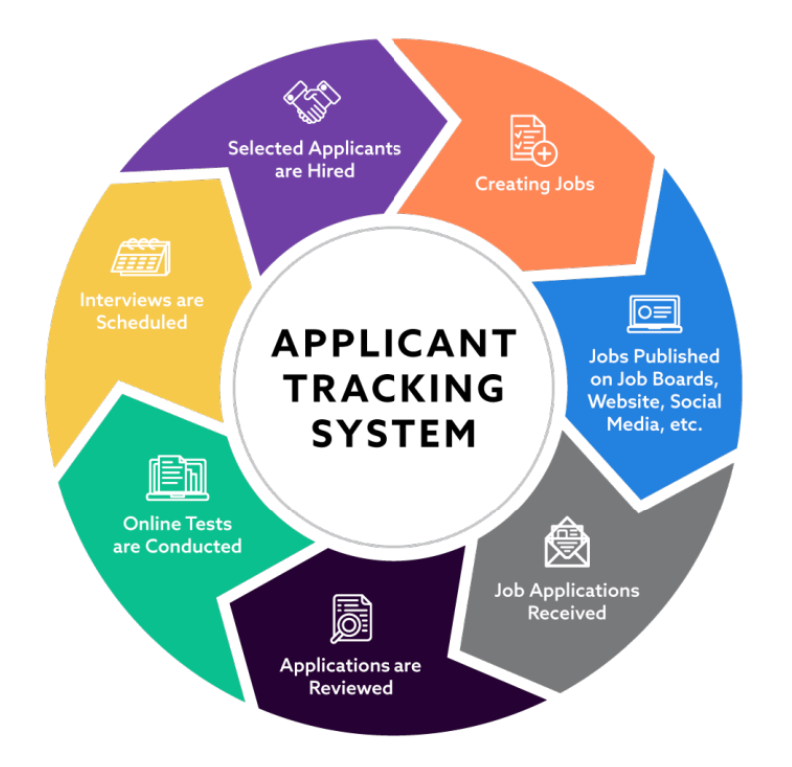 APPLICANT
TRACKING
SYSTEM
Creating Jobs
Jobs Published
on Job Boards,
Website, Social
Media, etc.
Job Applications
Received
Applications are
Reviewed
Online Tests
are Conducted
Interviews are
Scheduled
Selected Applicants
are Hired